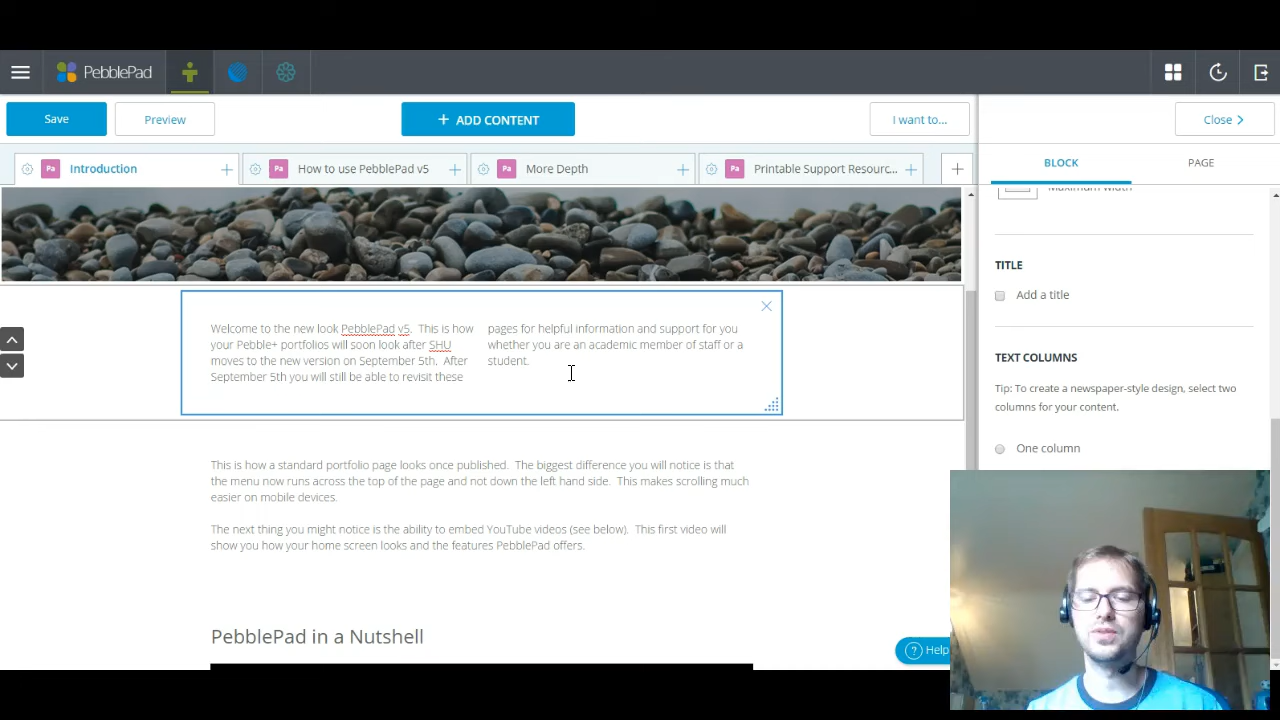 PebblePad
Save
Preview
+ ADD CONTENT
I want to...
Close
Pa Introduction
Pa How to use PebblePad v5
Pa More Depth
Pa Printable Support Resourc...
BLOCK
PAGE
Maximum width
TITLE
Add a title
TEXT COLUMNS
Tip: To create a newspaper-style design, select two
columns for your content.
One column
Welcome to the new look PebblePad v5.  This is how
your Pebble+ portfolios will soon look after SHU
moves to the new version on September 5th.  After
September 5th you will still be able to revisit these
pages for helpful information and support for you
whether you are an academic member of staff or a
student.
This is how a standard portfolio page looks once published.  The biggest difference you will notice is that
the menu now runs across the top of the page and not down the left hand side.  This makes scrolling much
easier on mobile devices.
The next thing you might notice is the ability to embed YouTube videos (see below).  This first video will
show you how your home screen looks and the features PebblePad offers.
PebblePad in a Nutshell
? Help